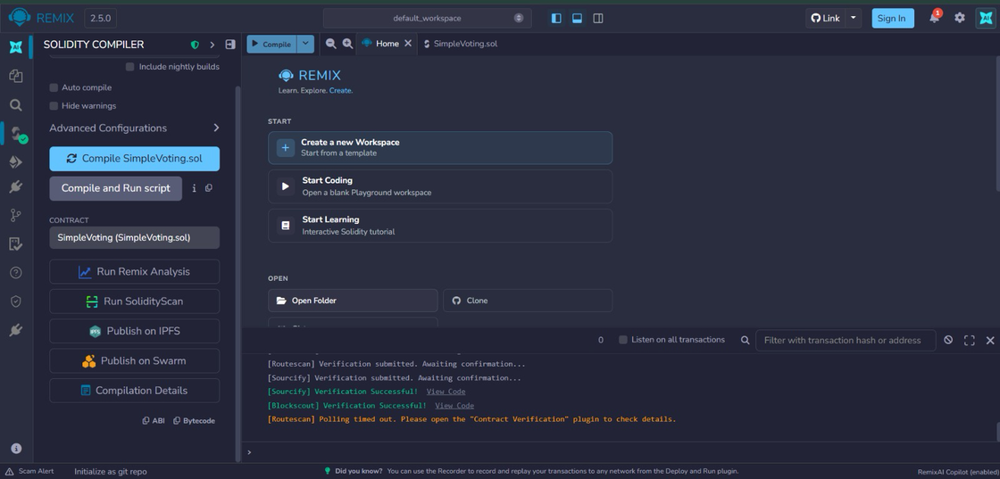 REMIX
2.5.0
default_workspace
Link
Sign In
1
AI
AI
SOLIDITY COMPILER
Include nightly builds
Auto compile
Hide warnings
Advanced Configurations
Compile SimpleVoting.sol
Compile and Run script
CONTRACT
SimpleVoting (SimpleVoting.sol)
Run Remix Analysis
Run SolidityScan
Publish on IPFS
Publish on Swarm
Compilation Details
ABI
Bytecode
Compile
Home
SimpleVoting.sol
REMIX
Learn. Explore. Create.
START
Create a new Workspace
Start from a template
Start Coding
Open a blank Playground workspace
Start Learning
Interactive Solidity tutorial
OPEN
Open Folder
Clone
0
Listen on all transactions
Filter with transaction hash or address
[Routescan] Verification submitted. Awaiting confirmation...
[Sourcify] Verification submitted. Awaiting confirmation...
[Sourcify] Verification Successful! View Code
[Blockscout] Verification Successful! View Code
[Routescan] Polling timed out. Please open the "Contract Verification" plugin to check details.
>
Scam Alert
Initialize as git repo
Did you know? You can use the Recorder to record and replay your transactions to any network from the Deploy and Run plugin.
RemixAI Copilot (enabled)